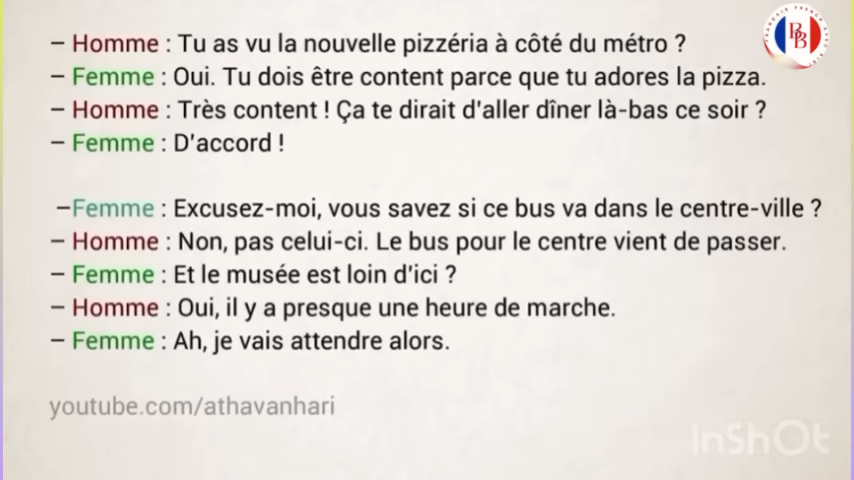 – Homme : Tu as vu la nouvelle pizzéria à côté du métro ?
– Femme : Oui. Tu dois être content parce que tu adores la pizza.
– Homme : Très content ! Ça te dirait d'aller dîner là-bas ce soir ?
– Femme : D'accord !
–Femme : Excusez-moi, vous savez si ce bus va dans le centre-ville ?
– Homme : Non, pas celui-ci. Le bus pour le centre vient de passer.
– Femme : Et le musée est loin d'ici ?
– Homme : Oui, il y a presque une heure de marche.
– Femme : Ah, je vais attendre alors.
youtube.com/athavanhari
InShOt